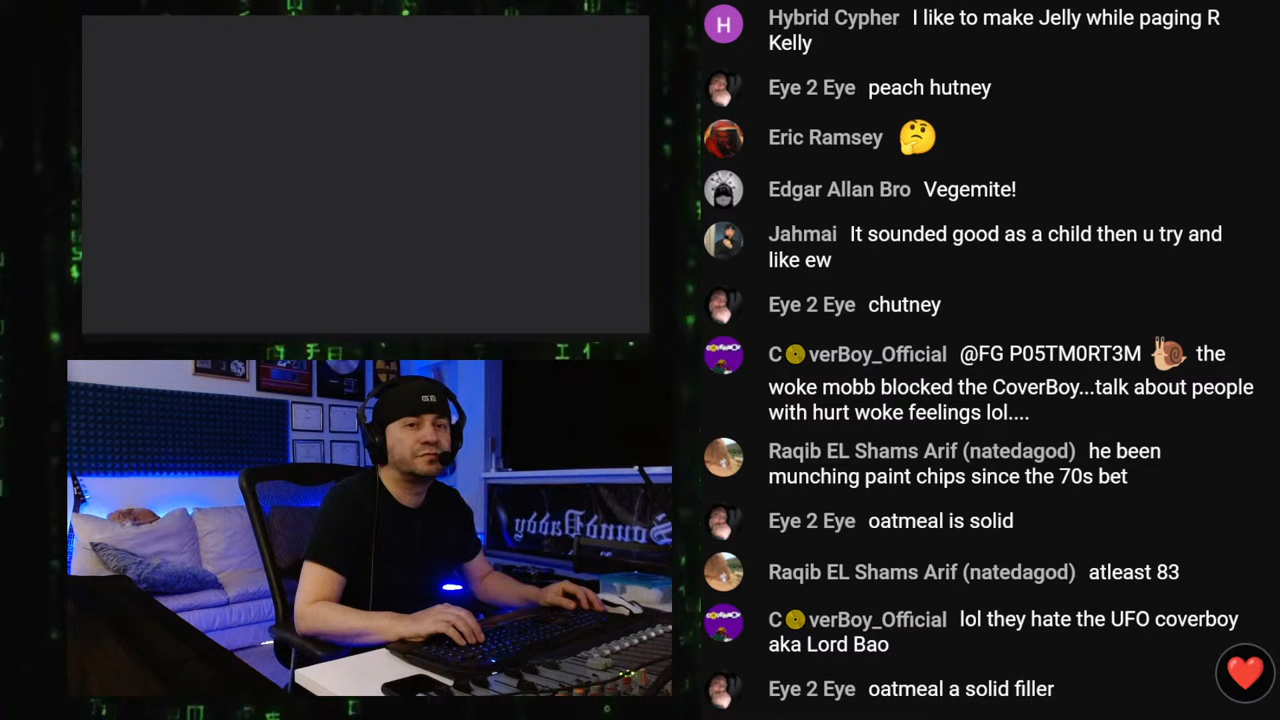 Hybrid Cypher I like to make Jelly while paging R
Kelly
Eye 2 Eye peach hutney
Eric Ramsey 🤔
Edgar Allan Bro Vegemite!
Jahmai It sounded good as a child then u try and
like ew
Eye 2 Eye chutney
C📀verBoy_Official @FG P05TM0RT3M 🐌 the
woke mobb blocked the CoverBoy...talk about people
with hurt woke feelings lol....
Raqib EL Shams Arif (natedagod) he been
munching paint chips since the 70s bet
Eye 2 Eye oatmeal is solid
Raqib EL Shams Arif (natedagod) atleast 83
C📀verBoy_Official lol they hate the UFO coverboy
aka Lord Bao
Eye 2 Eye oatmeal a solid filler
H
SoundDaddy